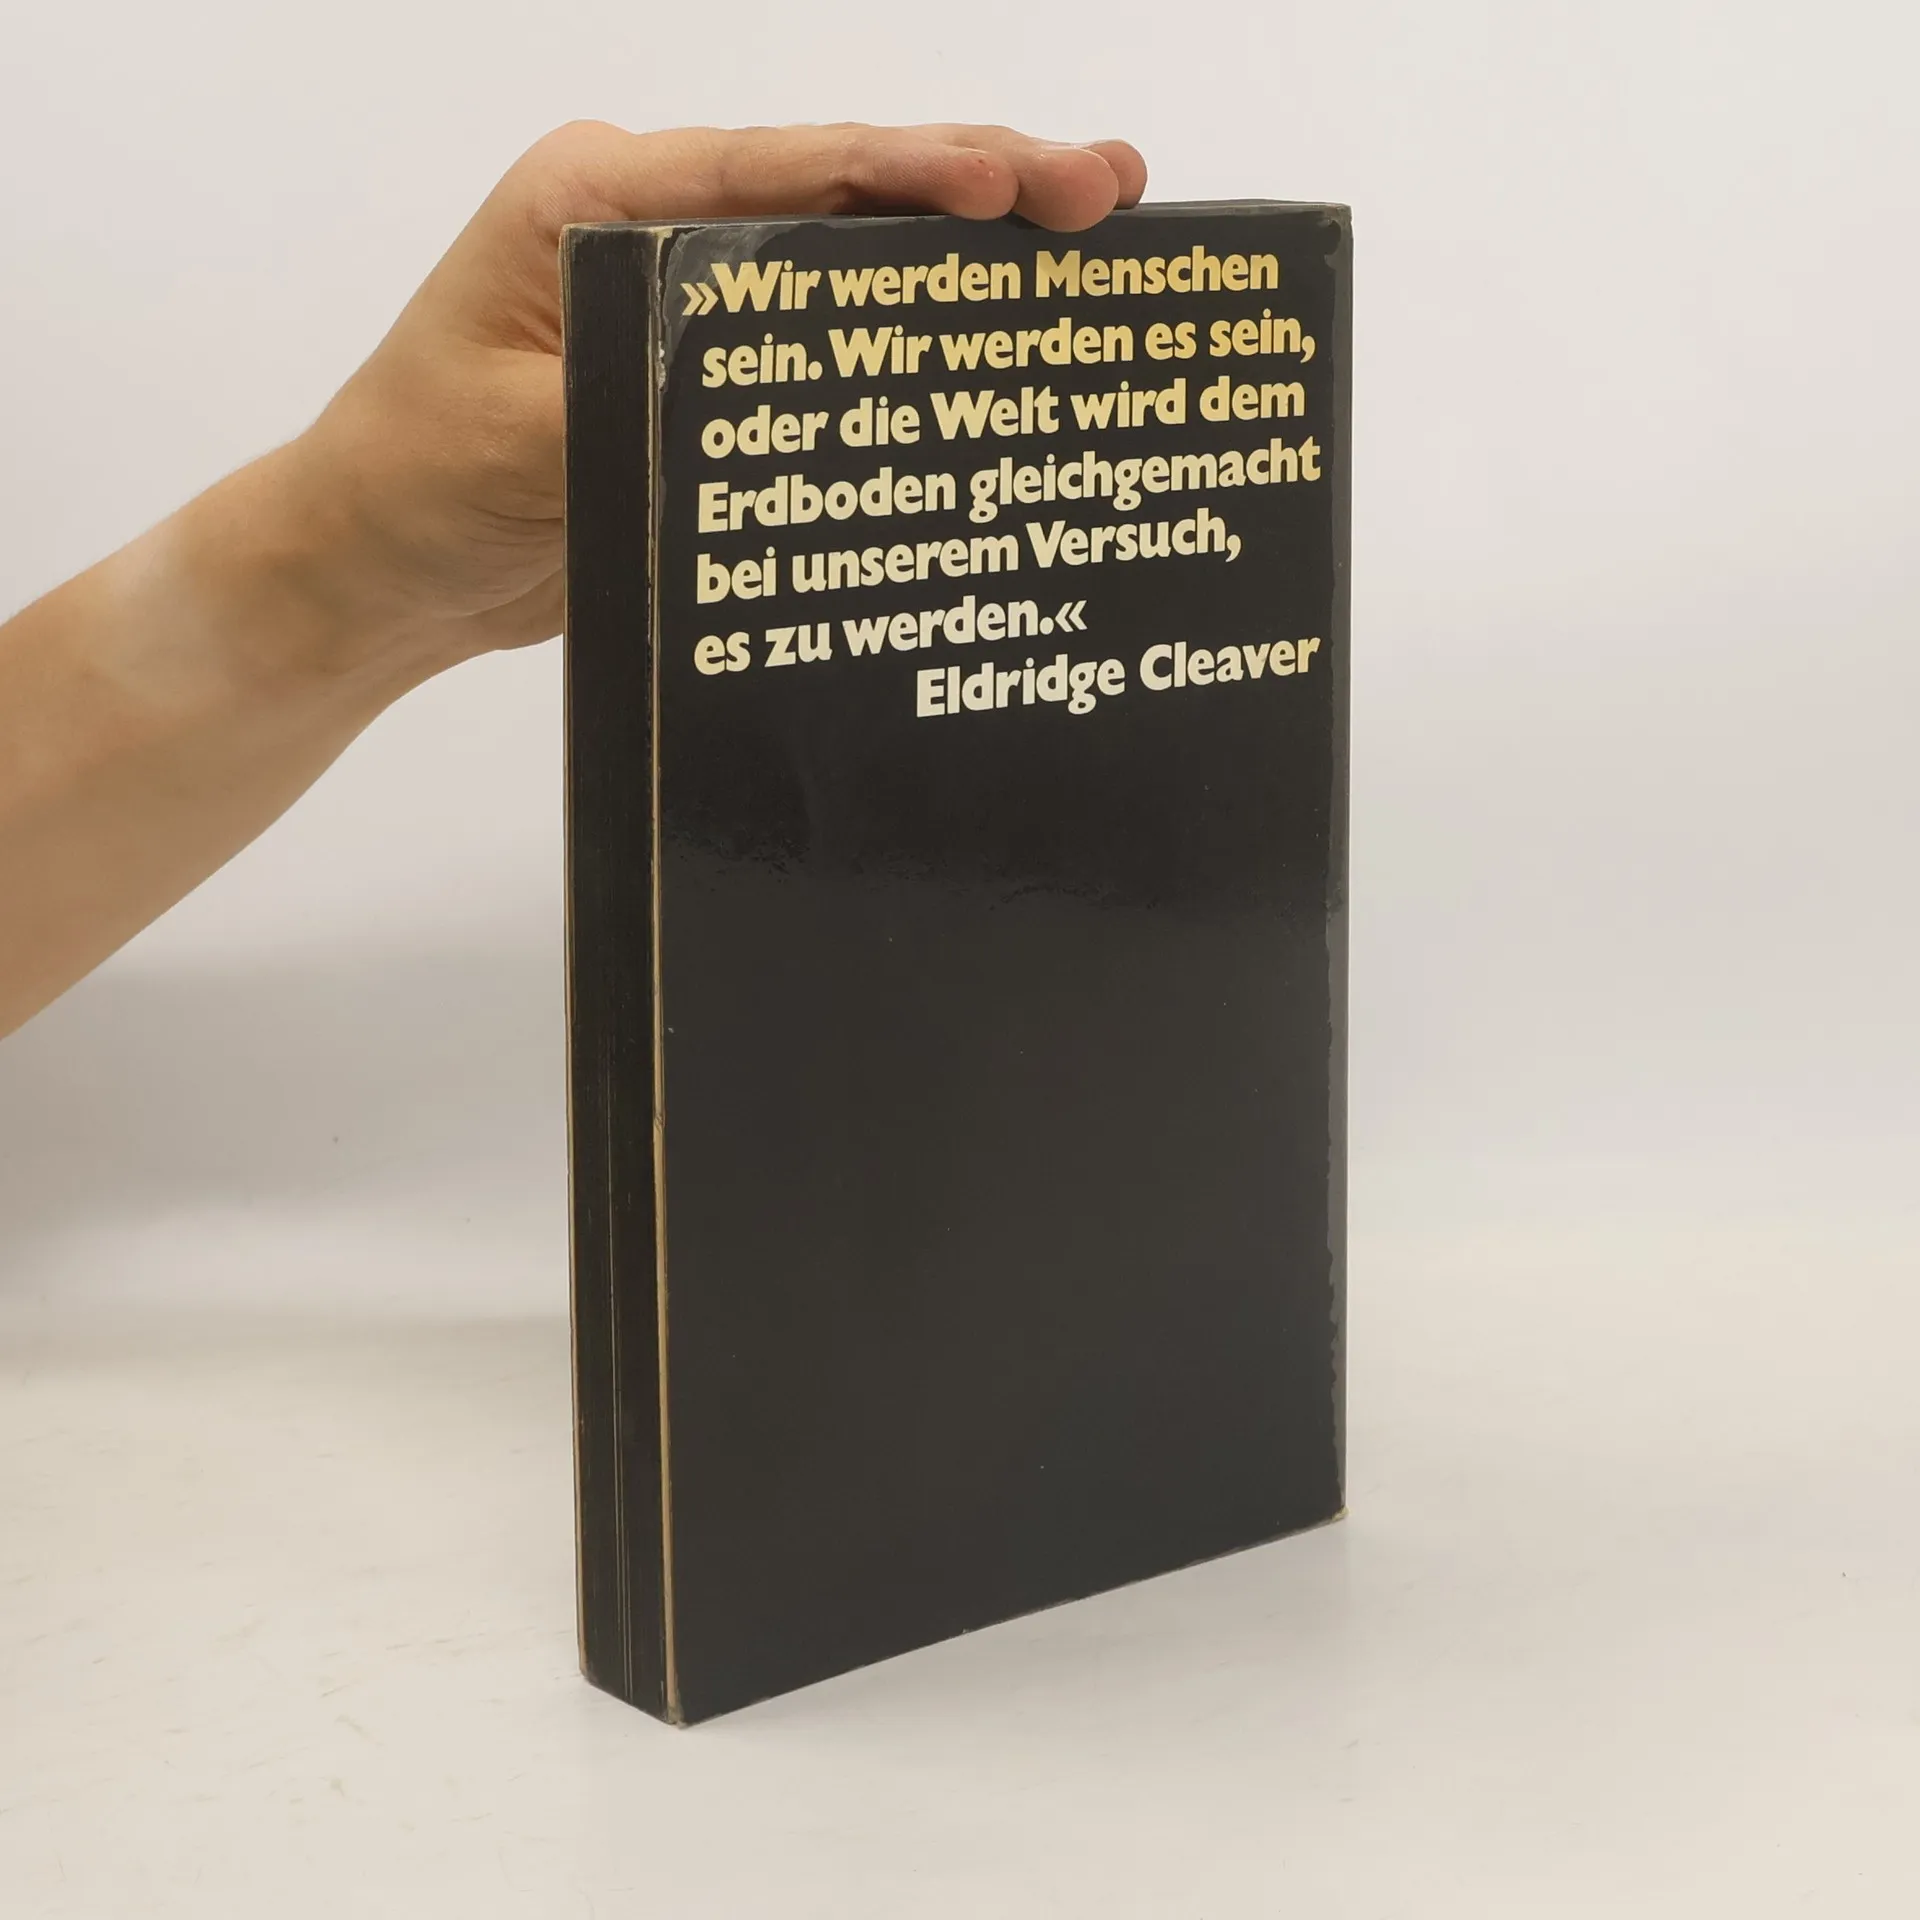 »Wir werden Menschen
sein. Wir werden es sein,
oder die Welt wird dem
Erdboden gleichgemacht
bei unserem Versuch,
es zu werden.«
Eldridge Cleaver